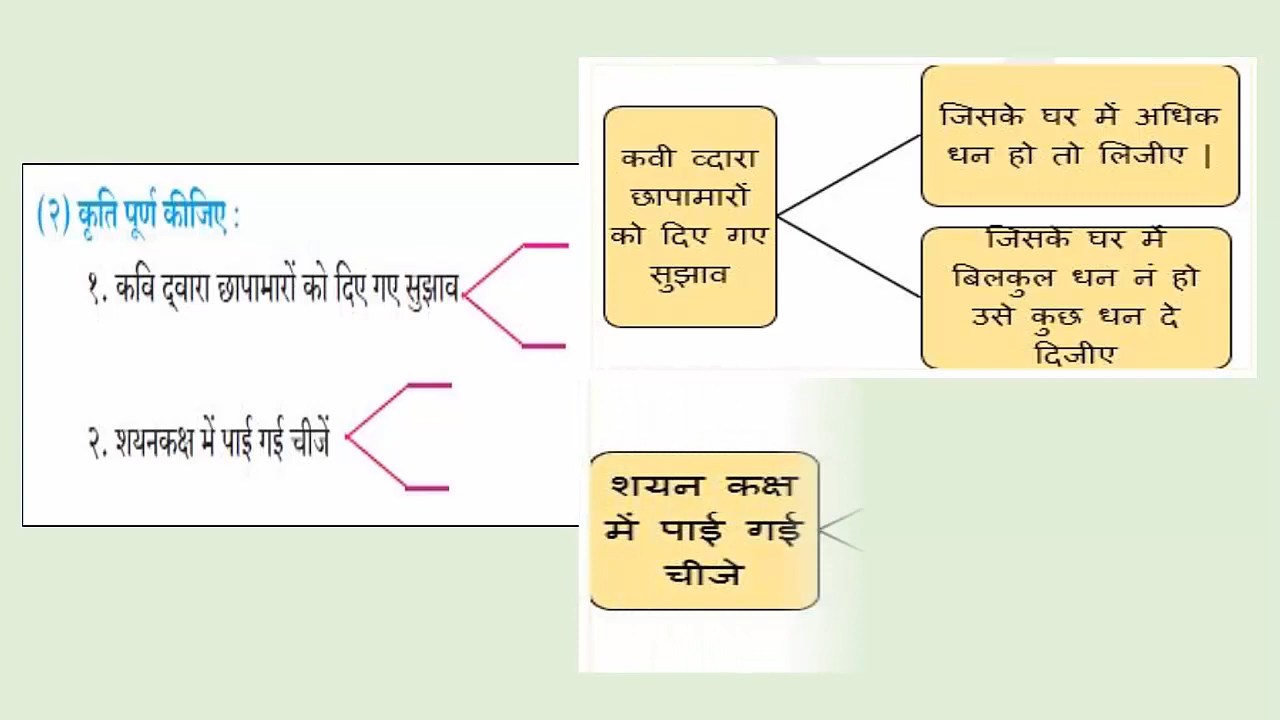 (२) कृति पूर्ण कीजिए :
१. कवि द्वारा छापामारों को दिए गए सुझाव
२. शयनकक्ष में पाई गई चीजें
कवी व्दारा
छापामारों
को दिए गए
सुझाव
जिसके घर में अधिक
धन हो तो लिजीए |
जिसके घर में
बिलकुल धन नं हो
उसे कुछ धन दे
दिजीए
शयन कक्ष
में पाई गई
चीजे